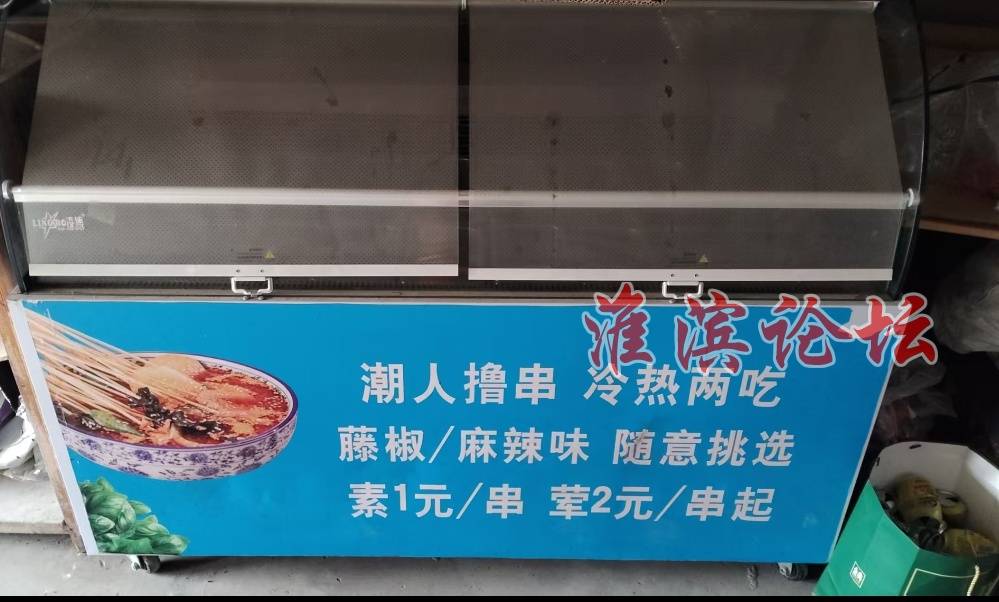 淮滨论坛
潮人撸串 冷热两吃
藤椒/麻辣味 随意挑选
素1元/串 荤2元/串起